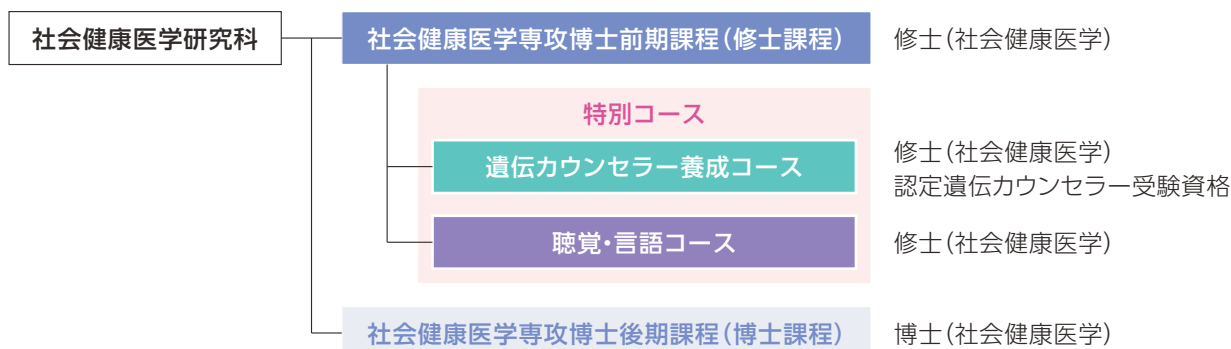 社会健康医学研究科
社会健康医学専攻博士前期課程(修士課程)
修士(社会健康医学)
特別コース
遺伝カウンセラー養成コース
修士(社会健康医学)
認定遺伝カウンセラー受験資格
聴覚・言語コース
修士(社会健康医学)
社会健康医学専攻博士後期課程(博士課程)
博士(社会健康医学)